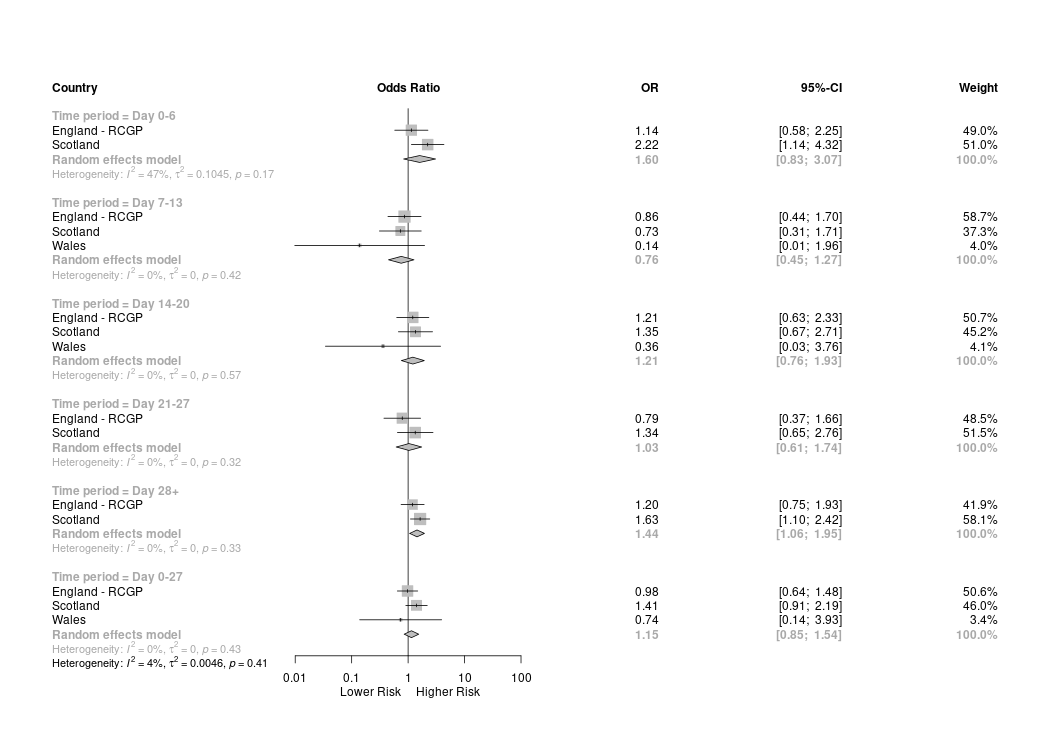 Country Odds Ratio OR 95%-CI Weight
Time period = Day 0-6
England - RCGP 1.14 [0.58; 2.25] 49.0%
Scotland 2.22 [1.14; 4.32] 51.0%
Random effects model 1.60 [0.83; 3.07] 100.0%
Heterogeneity: I² = 47%, τ² = 0.1045, p = 0.17
Time period = Day 7-13
England - RCGP 0.86 [0.44; 1.70] 58.7%
Scotland 0.73 [0.31; 1.71] 37.3%
Wales 0.14 [0.01; 1.96] 4.0%
Random effects model 0.76 [0.45; 1.27] 100.0%
Heterogeneity: I² = 0%, τ² = 0, p = 0.42
Time period = Day 14-20
England - RCGP 1.21 [0.63; 2.33] 50.7%
Scotland 1.35 [0.67; 2.71] 45.2%
Wales 0.36 [0.03; 3.76] 4.1%
Random effects model 1.21 [0.76; 1.93] 100.0%
Heterogeneity: I² = 0%, τ² = 0, p = 0.57
Time period = Day 21-27
England - RCGP 0.79 [0.37; 1.66] 48.5%
Scotland 1.34 [0.65; 2.76] 51.5%
Random effects model 1.03 [0.61; 1.74] 100.0%
Heterogeneity: I² = 0%, τ² = 0, p = 0.32
Time period = Day 28+
England - RCGP 1.20 [0.75; 1.93] 41.9%
Scotland 1.63 [1.10; 2.42] 58.1%
Random effects model 1.44 [1.06; 1.95] 100.0%
Heterogeneity: I² = 0%, τ² = 0, p = 0.33
Time period = Day 0-27
England - RCGP 0.98 [0.64; 1.48] 50.6%
Scotland 1.41 [0.91; 2.19] 46.0%
Wales 0.74 [0.14; 3.93] 3.4%
Random effects model 1.15 [0.85; 1.54] 100.0%
Heterogeneity: I² = 0%, τ² = 0, p = 0.43
Heterogeneity: I² = 4%, τ² = 0.0046, p = 0.41
0.01 0.1 1 10 100
Lower Risk Higher Risk